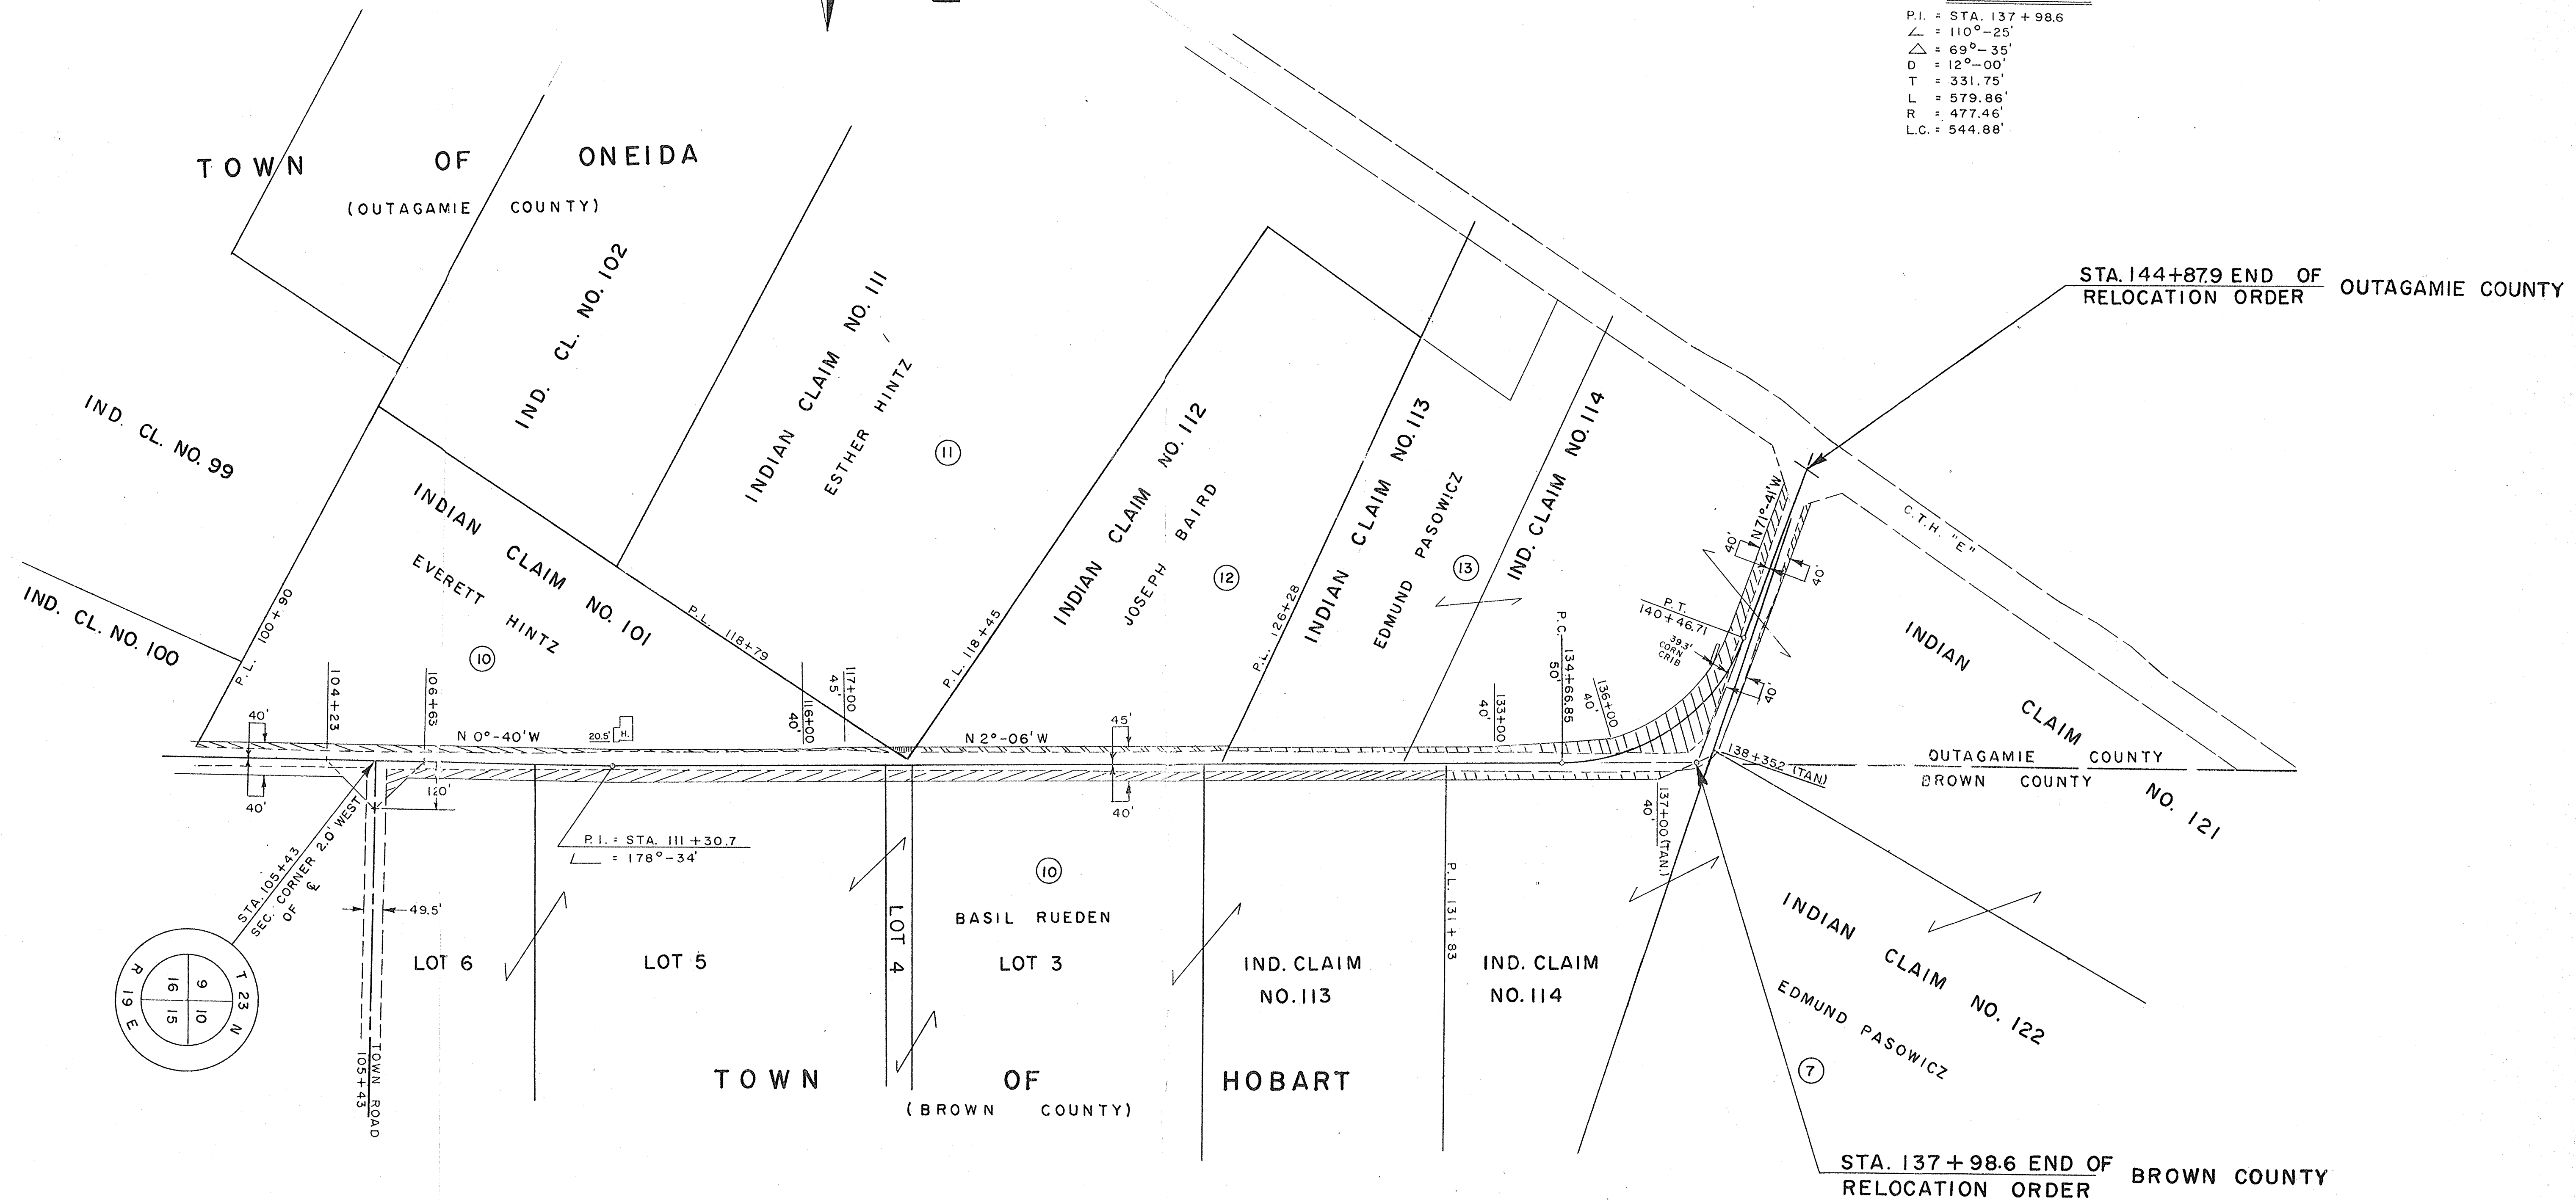 P.I. = STA. 137 + 98.6
∠ = 110°-25'
△ = 69°-35'
D = 12°-00'
T = 331.75'
L = 579.86'
R = 477.46'
L.C. = 544.88'
TOWN OF ONEIDA
(OUTAGAMIE COUNTY)
STA. 144+87.9 END OF
RELOCATION ORDER
OUTAGAMIE COUNTY
IND. CL. NO. 99
IND. CL. NO. 100
IND. CL. NO. 102
INDIAN CLAIM NO. 111
ESTHER HINTZ
11
INDIAN CLAIM NO. 101
EVERETT HINTZ
10
INDIAN CLAIM NO. 112
JOSEPH BAIRD
12
INDIAN CLAIM NO. 113
EDMUND PASOWICZ
13
IND. CLAIM NO. 114
P.L. 100+90
P.L. 118+79
P.L. 118+45
P.L. 126+28
N71°-41'W
40'
40'
40'
C.T.H. "E"
P.T.
140+46.71
39.3'
CORN
CRIB
INDIAN CLAIM NO. 121
104+23
106+63
116+00
40'
117+00
45'
133+00
40'
P.C. 134+66.85
50'
136+00
40'
40'
N 0°-40'W
20.5'
H.
N 2°-06'W
45'
40'
120'
40'
138+352 (TAN.)
OUTAGAMIE COUNTY
BROWN COUNTY
137+00 (TAN.)
40'
P.I. = STA. 111+30.7
= 178°-34'
STA. 105+43
SEC. CORNER 2.0' WEST
OF ℄
49.5'
T 23 N
R 19 E
9
10
16
15
TOWN ROAD
105+43
LOT 6
LOT 5
LOT 4
10
BASIL RUEDEN
LOT 3
IND. CLAIM
NO. 113
P.L. 131+83
IND. CLAIM
NO. 114
INDIAN CLAIM NO. 122
EDMUND PASOWICZ
7
TOWN OF HOBART
(BROWN COUNTY)
STA. 137+98.6 END OF
RELOCATION ORDER
BROWN COUNTY